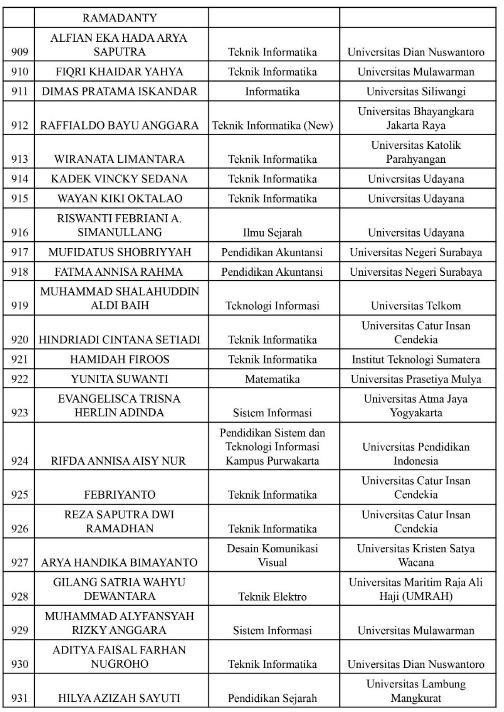 RAMADANTY
909 ALFIAN EKA HADA ARYA SAPUTRA Teknik Informatika Universitas Dian Nuswantoro
910 FIQRI KHAIDAR YAHYA Teknik Informatika Universitas Mulawarman
911 DIMAS PRATAMA ISKANDAR Informatika Universitas Siliwangi
912 RAFFIALDO BAYU ANGGARA Teknik Informatika (New) Universitas Bhayangkara Jakarta Raya
913 WIRANATA LIMANTARA Teknik Informatika Universitas Katolik Parahyangan
914 KADEK VINCKY SEDANA Teknik Informatika Universitas Udayana
915 WAYAN KIKI OKTALAO Teknik Informatika Universitas Udayana
916 RISWANTI FEBRIANI A. SIMANULLANG Ilmu Sejarah Universitas Udayana
917 MUFIDATUS SHOBRIYYAH Pendidikan Akuntansi Universitas Negeri Surabaya
918 FATMA ANNISA RAHMA Pendidikan Akuntansi Universitas Negeri Surabaya
919 MUHAMMAD SHALAHUDDIN ALDI BAIH Teknologi Informasi Universitas Telkom
920 HINDRIADI CINTANA SETIADI Teknik Informatika Universitas Catur Insan Cendekia
921 HAMIDAH FIROOS Teknik Informatika Institut Teknologi Sumatera
922 YUNITA SUWANTI Matematika Universitas Prasetiya Mulya
923 EVANGELISCA TRISNA HERLIN ADINDA Sistem Informasi Universitas Atma Jaya Yogyakarta
924 RIFDA ANNISA AISY NUR Pendidikan Sistem dan Teknologi Informasi Kampus Purwakarta Universitas Pendidikan Indonesia
925 FEBRIYANTO Teknik Informatika Universitas Catur Insan Cendekia
926 REZA SAPUTRA DWI RAMADHAN Teknik Informatika Universitas Catur Insan Cendekia
927 ARYA HANDIKA BIMAYANTO Desain Komunikasi Visual Universitas Kristen Satya Wacana
928 GILANG SATRIA WAHYU DEWANTARA Teknik Elektro Universitas Maritim Raja Ali Haji (UMRAH)
929 MUHAMMAD ALYFANSYAH RIZKY ANGGARA Sistem Informasi Universitas Mulawarman
930 ADITYA FAISAL FARHAN NUGROHO Teknik Informatika Universitas Dian Nuswantoro
931 HILYA AZIZAH SAYUTI Pendidikan Sejarah Universitas Lambung Mangkurat